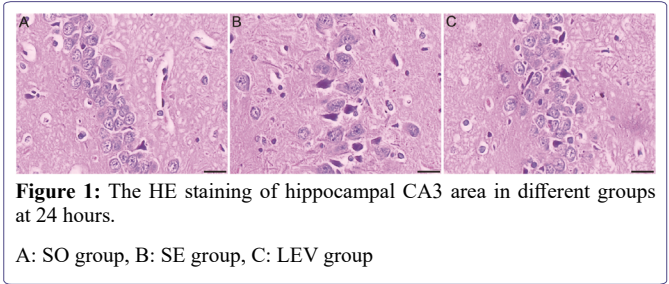 A B C
Figure 1: The HE staining of hippocampal CA3 area in different groups
at 24 hours.
A: SO group, B: SE group, C: LEV group